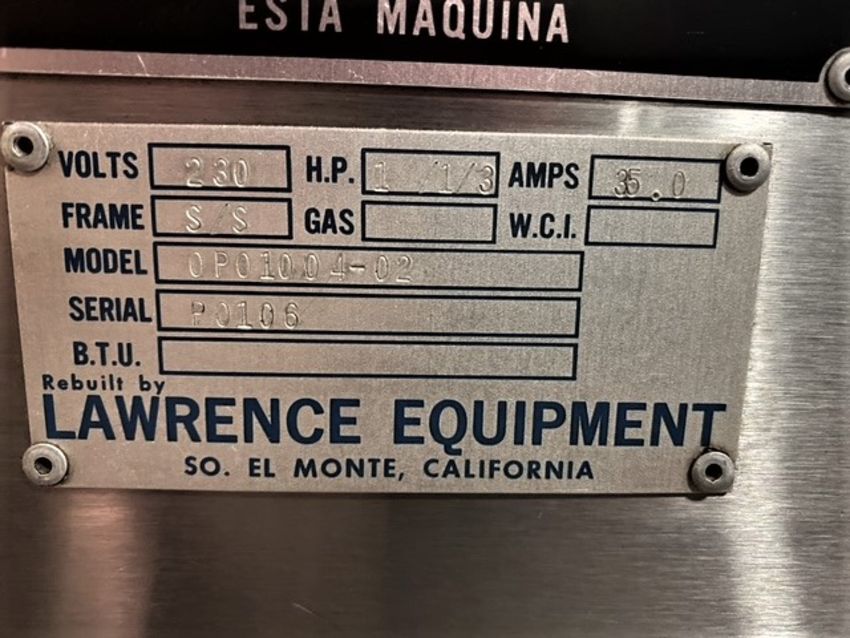 ESTA MAQUINA
VOLTS 230 H.P. 1 1/3 AMPS 35.0
FRAME S/S GAS W.C.I.
MODEL OP01004-02
SERIAL P0106
B.T.U.
Rebuilt by
LAWRENCE EQUIPMENT
SO. EL MONTE, CALIFORNIA